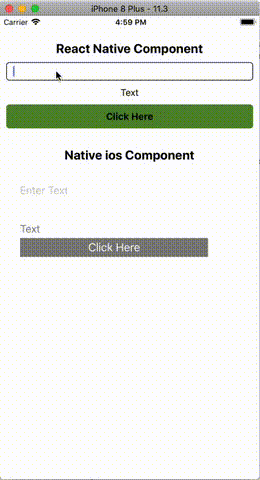 iPhone 8 Plus - 11.3
Carrier
4:59 PM
React Native Component
Text
Click Here
Native ios Component
Enter Text
Text
Click Here